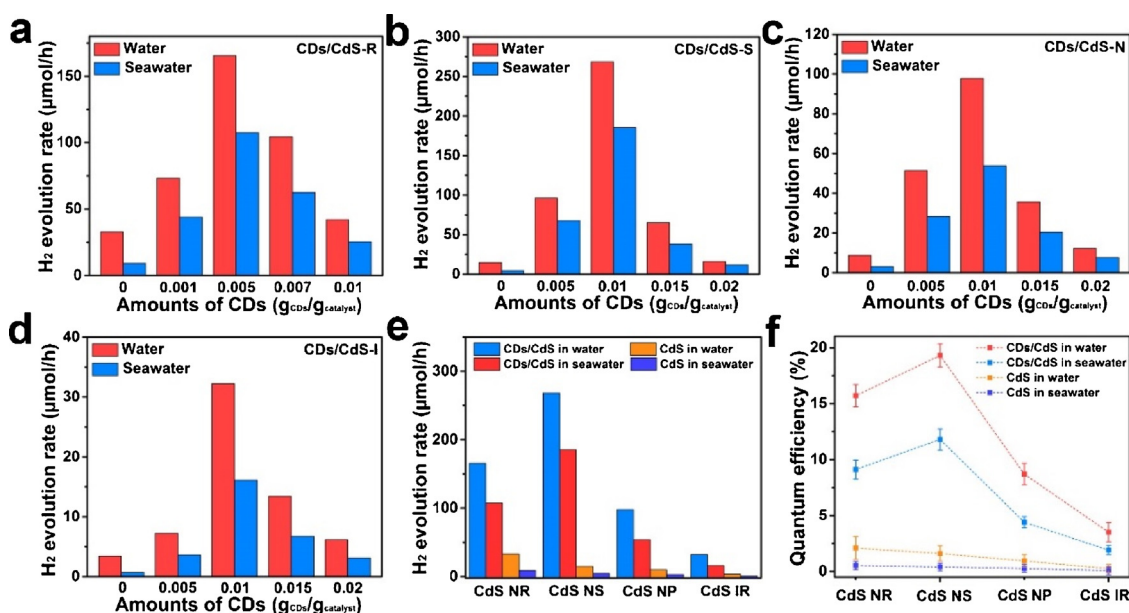 a
Water
Seawater
CDs/CdS-R
H₂ evolution rate (μmol/h)
150
100
50
0
0 0.001 0.005 0.007 0.01
Amounts of CDs (gCDs/gcatalyst)
b
Water
Seawater
CDs/CdS-S
H₂ evolution rate (μmol/h)
300
250
200
150
100
50
0
0 0.005 0.01 0.015 0.02
Amounts of CDs (gCDs/gcatalyst)
c
Water
Seawater
CDs/CdS-N
H₂ evolution rate (μmol/h)
120
100
80
60
40
20
0
0 0.005 0.01 0.015 0.02
Amounts of CDs (gCDs/gcatalyst)
d
Water
Seawater
CDs/CdS-I
H₂ evolution rate (μmol/h)
40
30
20
10
0
0 0.005 0.01 0.015 0.02
Amounts of CDs (gCDs/gcatalyst)
e
CDs/CdS in water
CdS in water
CDs/CdS in seawater
CdS in seawater
H₂ evolution rate (μmol/h)
300
200
100
0
CdS NR CdS NS CdS NP CdS IR
f
CDs/CdS in water
CDs/CdS in seawater
CdS in water
CdS in seawater
Quantum efficiency (%)
20
15
10
5
0
CdS NR CdS NS CdS NP CdS IR